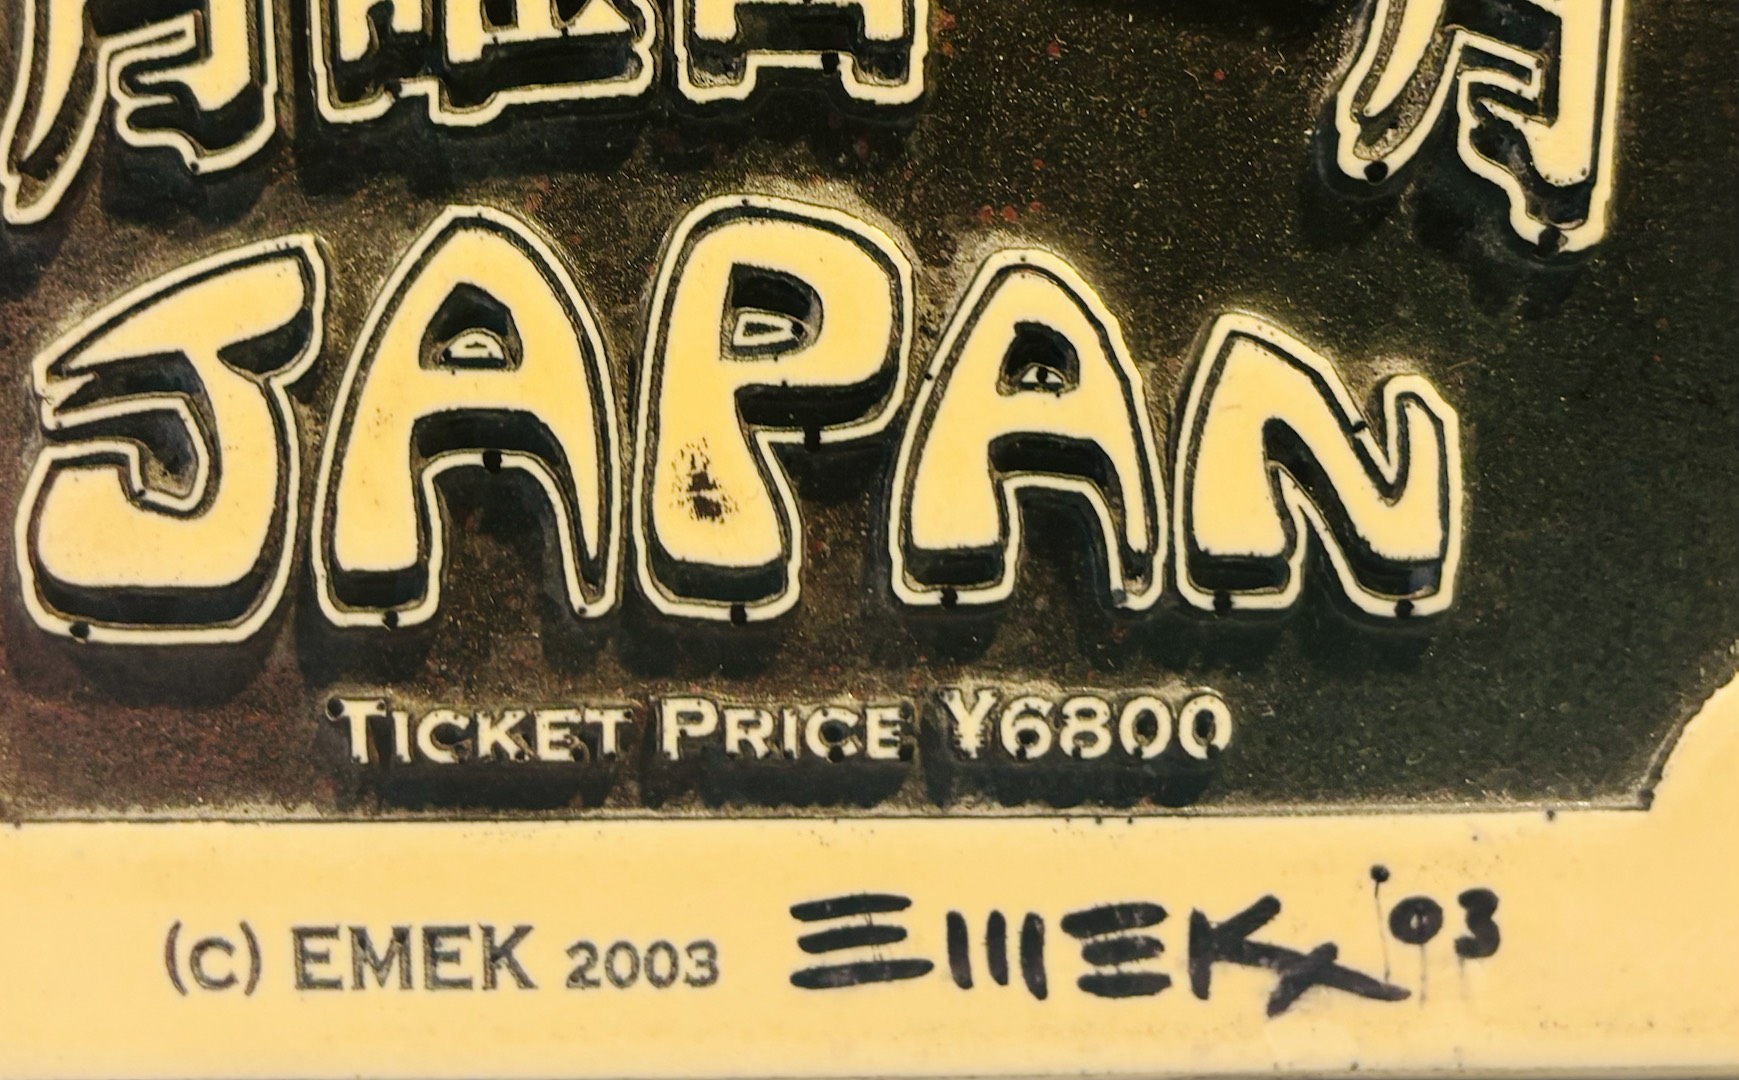 JAPAN
TICKET PRICE ¥6800
(C) EMEK 2003 EMEK '03